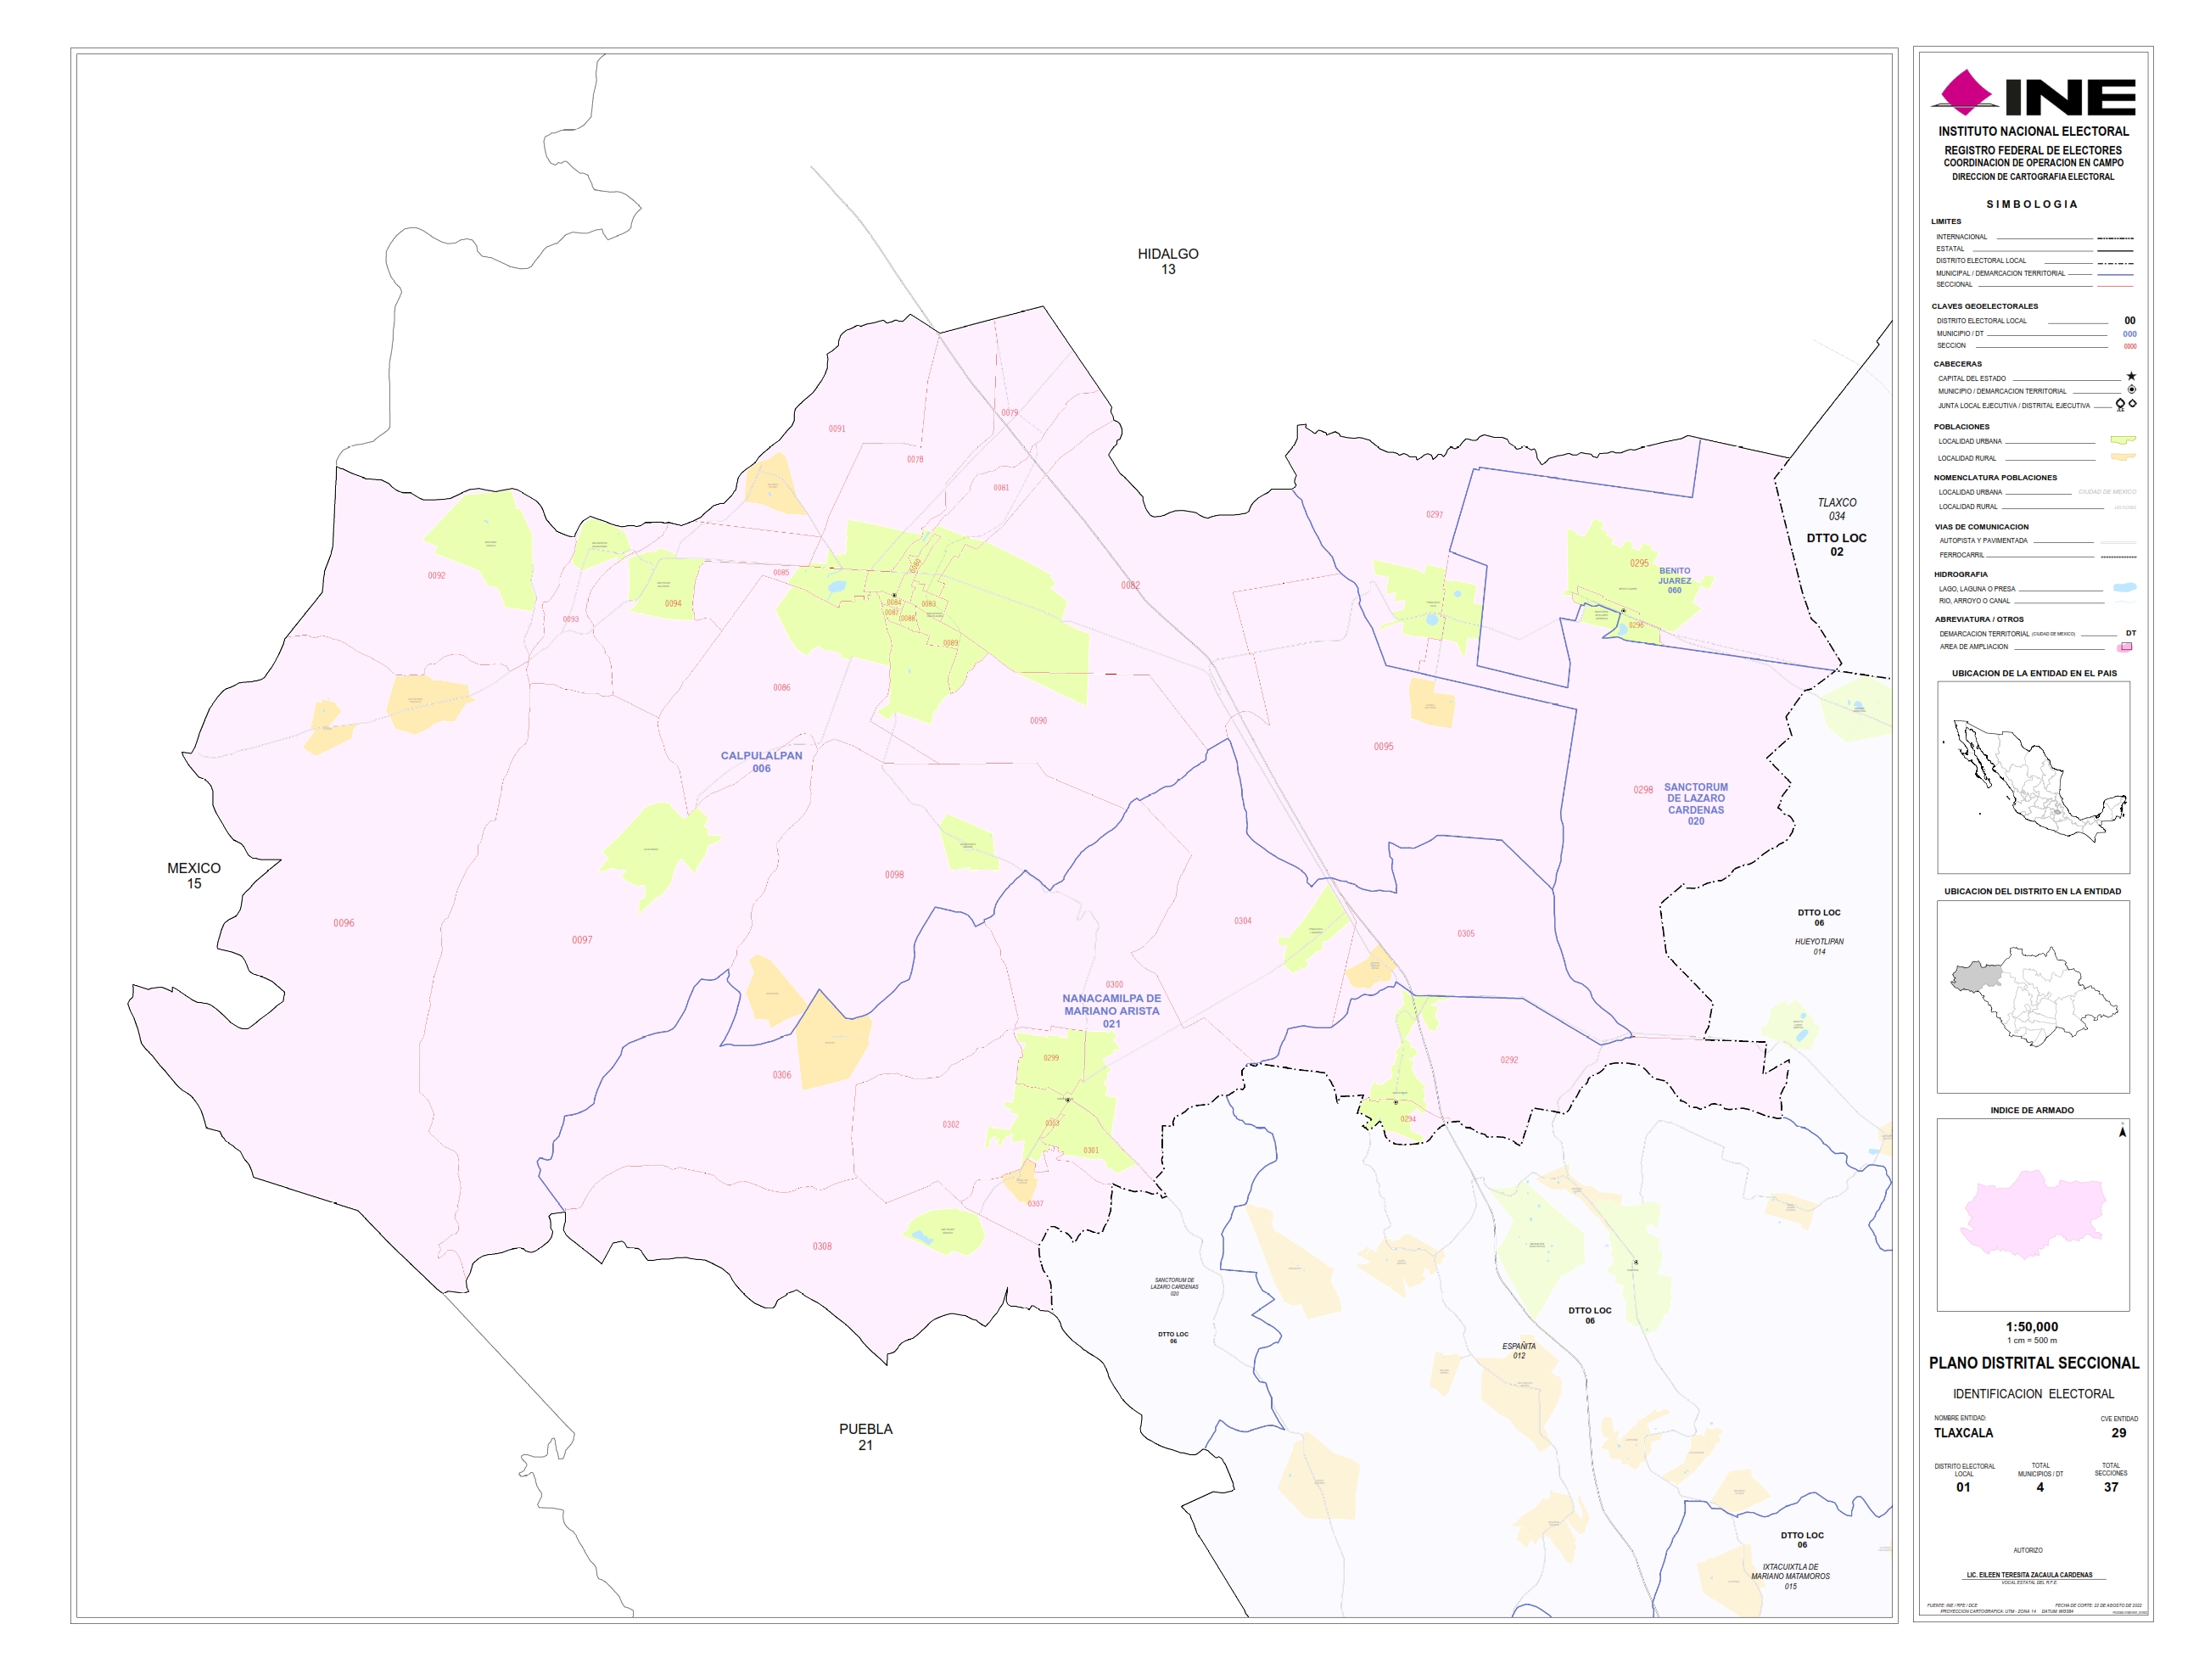 HIDALGO
13
0079
0091
0078
0081
0297
TLAXCO
034
DTTO LOC
02
0092
0085
0080
0082
0295
BENITO
JUAREZ
060
0094
0084
0083
0087
0088
0093
0296
0089
0086
0090
0095
CALPULALPAN
006
0298
SANCTORUM
DE LAZARO
CARDENAS
020
MEXICO
15
0098
0096
0097
0304
0305
DTTO LOC
06
HUEYOTLIPAN
014
0300
NANACAMILPA DE
MARIANO ARISTA
021
0299
0292
0306
0302
0303
0294
0301
0307
0308
SANCTORUM DE
LAZARO CARDENAS
020
DTTO LOC
06
DTTO LOC
06
ESPAÑITA
012
PUEBLA
21
DTTO LOC
06
IXTACUIXTLA DE
MARIANO MATAMOROS
015
INE
INSTITUTO NACIONAL ELECTORAL
REGISTRO FEDERAL DE ELECTORES
COORDINACION DE OPERACION EN CAMPO
DIRECCION DE CARTOGRAFIA ELECTORAL
SIMBOLOGIA
LIMITES
INTERNACIONAL
ESTATAL
DISTRITO ELECTORAL LOCAL
MUNICIPAL / DEMARCACION TERRITORIAL
SECCIONAL
CLAVES GEOELECTORALES
DISTRITO ELECTORAL LOCAL 00
MUNICIPIO / DT 000
SECCION 0000
CABECERAS
CAPITAL DEL ESTADO
MUNICIPIO / DEMARCACION TERRITORIAL
JUNTA LOCAL EJECUTIVA / DISTRITAL EJECUTIVA
POBLACIONES
LOCALIDAD URBANA
LOCALIDAD RURAL
NOMENCLATURA POBLACIONES
LOCALIDAD URBANA CIUDAD DE MEXICO
LOCALIDAD RURAL
VIAS DE COMUNICACION
AUTOPISTA Y PAVIMENTADA
FERROCARRIL
HIDROGRAFIA
LAGO, LAGUNA O PRESA
RIO, ARROYO O CANAL
ABREVIATURA / OTROS
DEMARCACION TERRITORIAL (CIUDAD DE MEXICO) DT
AREA DE AMPLIACION
UBICACION DE LA ENTIDAD EN EL PAIS
UBICACION DEL DISTRITO EN LA ENTIDAD
INDICE DE ARMADO
1:50,000
1 cm = 500 m
PLANO DISTRITAL SECCIONAL
IDENTIFICACION ELECTORAL
NOMBRE ENTIDAD: CVE ENTIDAD
TLAXCALA 29
DISTRITO ELECTORAL LOCAL
TOTAL MUNICIPIOS / DT
TOTAL SECCIONES
01 4 37
AUTORIZO
LIC. EILEEN TERESITA ZACAULA CARDENAS
VOCAL ESTATAL DEL R.F.E.
FUENTE: INE / RFE / DCE FECHA DE CORTE: 22 DE AGOSTO DE 2022
PROYECCION CARTOGRAFICA: UTM - ZONA 14 DATUM: WGS84